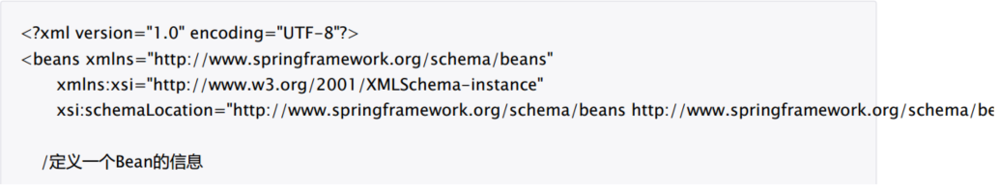 <?xml version="1.0" encoding="UTF-8"?>
<beans xmlns="http://www.springframework.org/schema/beans"
xmlns:xsi="http://www.w3.org/2001/XMLSchema-instance"
xsi:schemaLocation="http://www.springframework.org/schema/beans http://www.springframework.org/schema/be
/定义一个Bean的信息